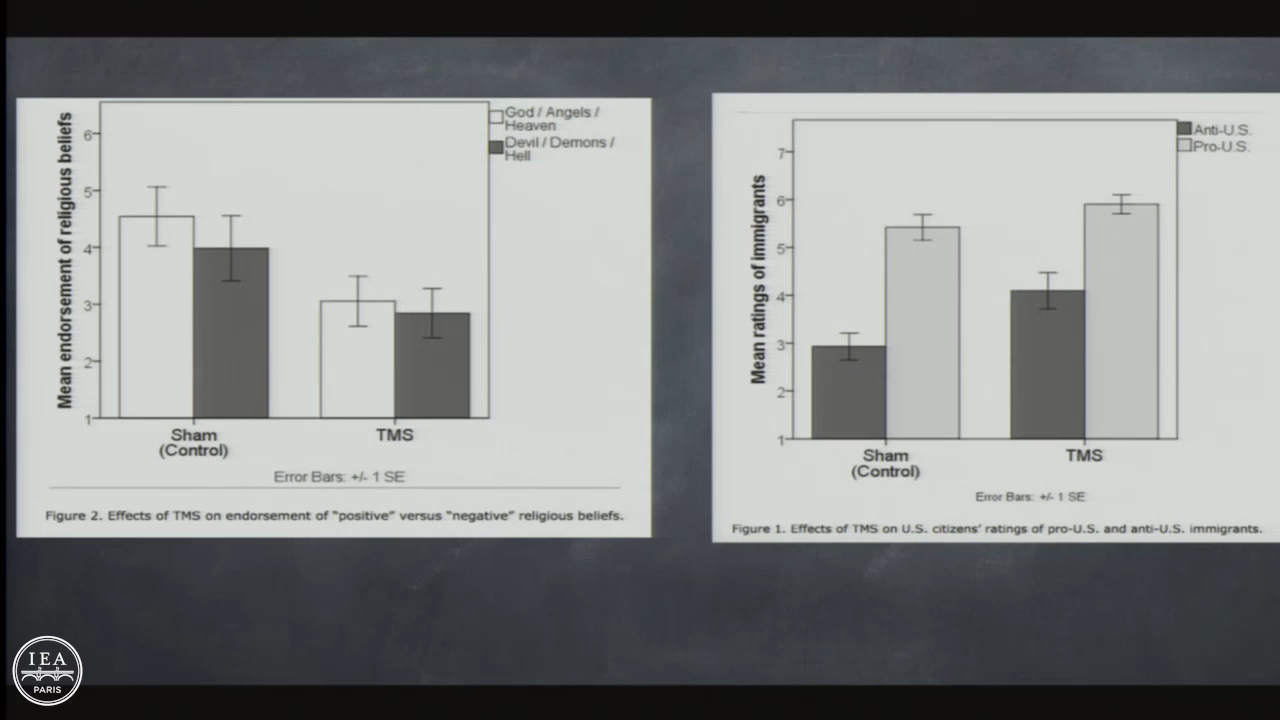 Mean endorsement of religious beliefs
6
5
4
3
2
1
God / Angels /
Heaven
Devil / Demons /
Hell
Sham
(Control)
TMS
Error Bars: +/- 1 SE
Figure 2. Effects of TMS on endorsement of “positive” versus “negative” religious beliefs.
Mean ratings of immigrants
7
6
5
4
3
2
1
Anti-U.S.
Pro-U.S.
Sham
(Control)
TMS
Error Bars: +/- 1 SE
Figure 1. Effects of TMS on U.S. citizens’ ratings of pro-U.S. and anti-U.S. immigrants.
IEA
PARIS